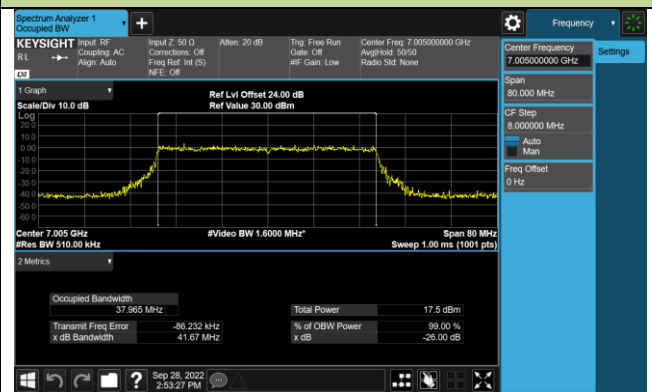 Spectrum Analyzer 1
Occupied BW
+
Frequency
KEYSIGHT
RL
LXI
Input: RF
Coupling: AC
Align: Auto
Input Z: 50 Ω
Corrections: Off
Freq Ref: Int (S)
NFE: Off
Atten: 20 dB
Trig: Free Run
Gate: Off
#IF Gain: Low
Center Freq: 7.005000000 GHz
Avg|Hold: 50/50
Radio Std: None
Center Frequency
7.005000000 GHz
Settings
Span
80.000 MHz
CF Step
8.000000 MHz
Auto
Man
Freq Offset
0 Hz
1 Graph
Scale/Div 10.0 dB
Ref Lvl Offset 24.00 dB
Ref Value 30.00 dBm
Log
20.0
10.0
0.00
-10.0
-20.0
-30.0
-40.0
-50.0
-60.0
Center 7.005 GHz
#Res BW 510.00 kHz
#Video BW 1.6000 MHz*
Span 80 MHz
Sweep 1.00 ms (1001 pts)
2 Metrics
Occupied Bandwidth
37.965 MHz
Total Power 17.5 dBm
Transmit Freq Error -86.232 kHz
% of OBW Power 99.00 %
x dB Bandwidth 41.67 MHz
x dB -26.00 dB
?
Sep 28, 2022
2:53:27 PM